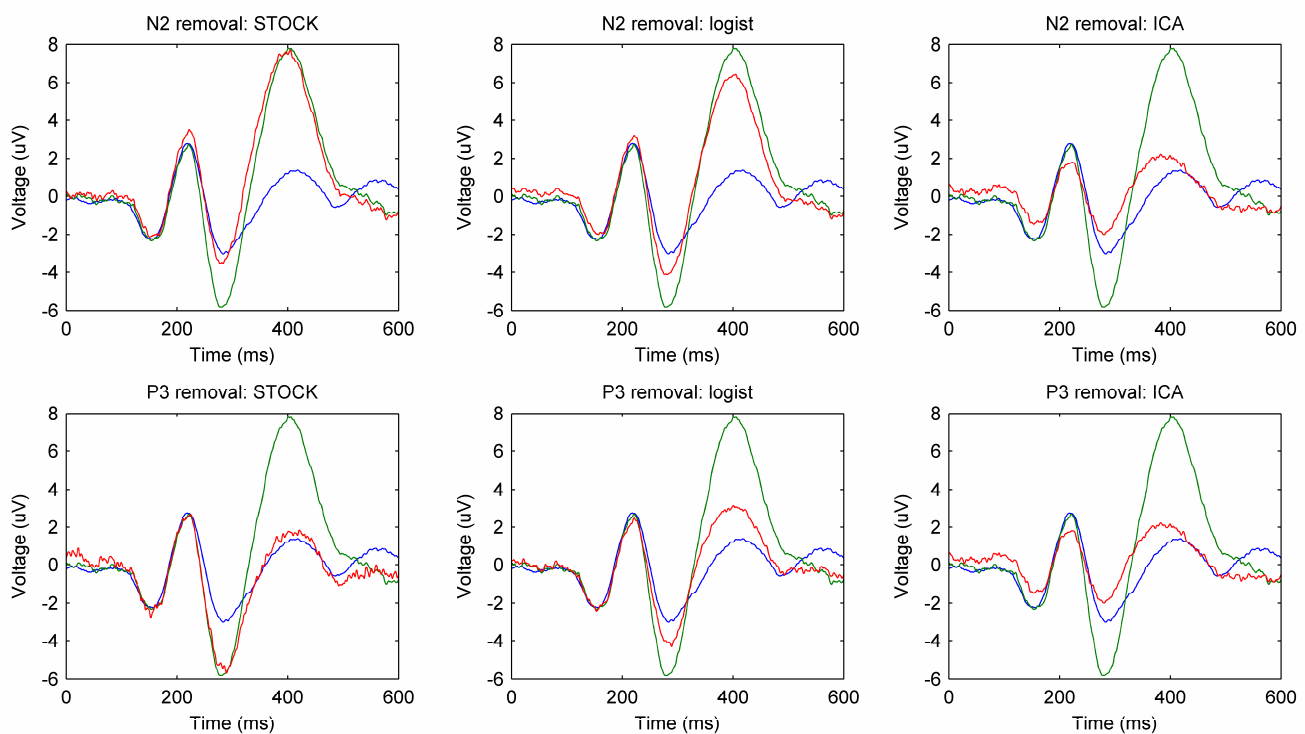 N2 removal: STOCK
N2 removal: logist
N2 removal: ICA
8
6
4
2
0
-2
-4
-6
Voltage (uV)
0 200 400 600
Time (ms)
8
6
4
2
0
-2
-4
-6
Voltage (uV)
0 200 400 600
Time (ms)
8
6
4
2
0
-2
-4
-6
Voltage (uV)
0 200 400 600
Time (ms)
P3 removal: STOCK
P3 removal: logist
P3 removal: ICA
8
6
4
2
0
-2
-4
-6
Voltage (uV)
0 200 400 600
Time (ms)
8
6
4
2
0
-2
-4
-6
Voltage (uV)
0 200 400 600
Time (ms)
8
6
4
2
0
-2
-4
-6
Voltage (uV)
0 200 400 600
Time (ms)